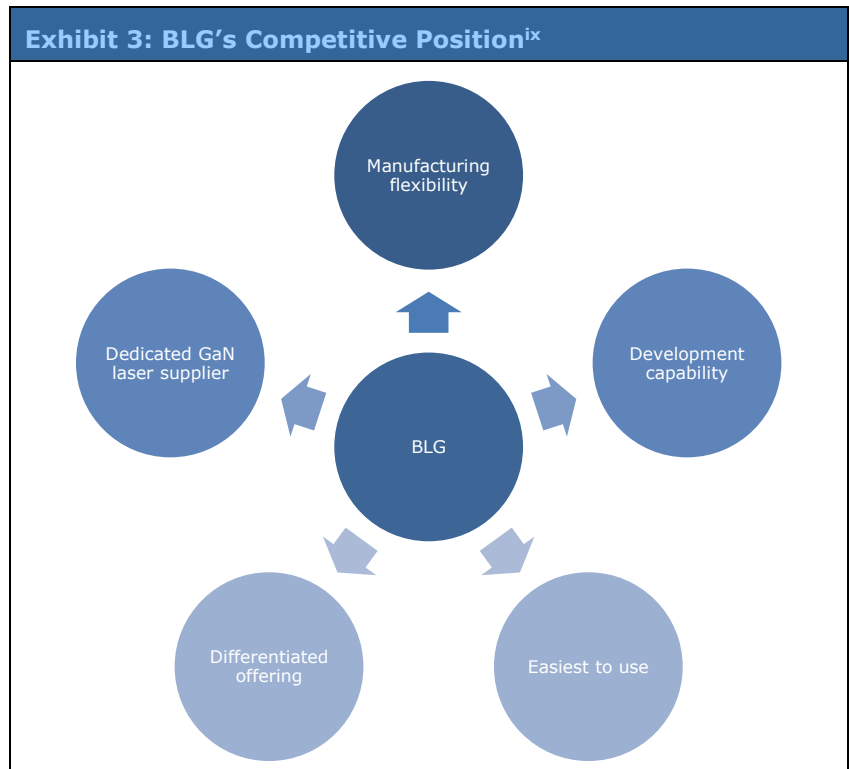 Exhibit 3: BLG’s Competitive Positionix
Manufacturing
flexibility
Dedicated GaN
laser supplier
Development
capability
BLG
Differentiated
offering
Easiest to use